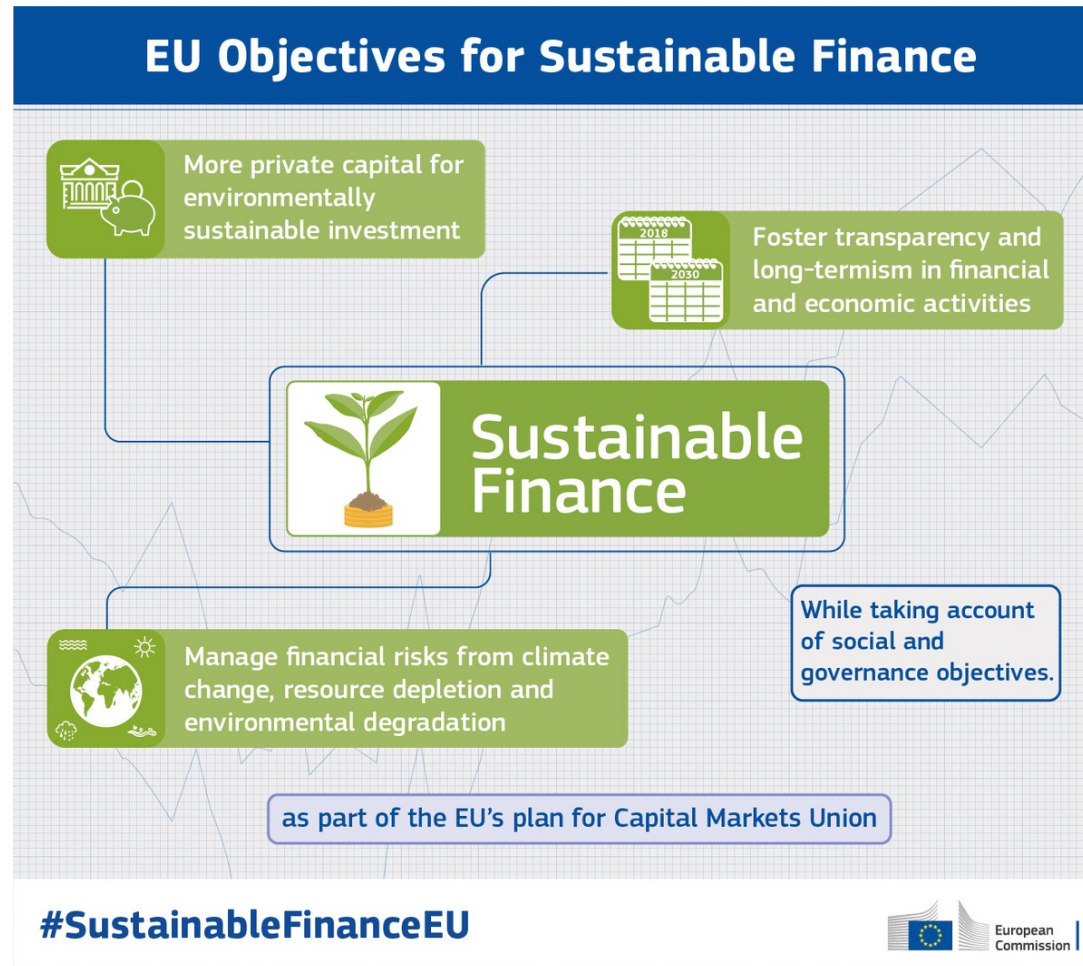 EU Objectives for Sustainable Finance
More private capital for
environmentally
sustainable investment
2018
2030
Foster transparency and
long-termism in financial
and economic activities
Sustainable
Finance
While taking account
of social and
governance objectives.
Manage financial risks from climate
change, resource depletion and
environmental degradation
as part of the EU's plan for Capital Markets Union
#SustainableFinanceEU
European
Commission